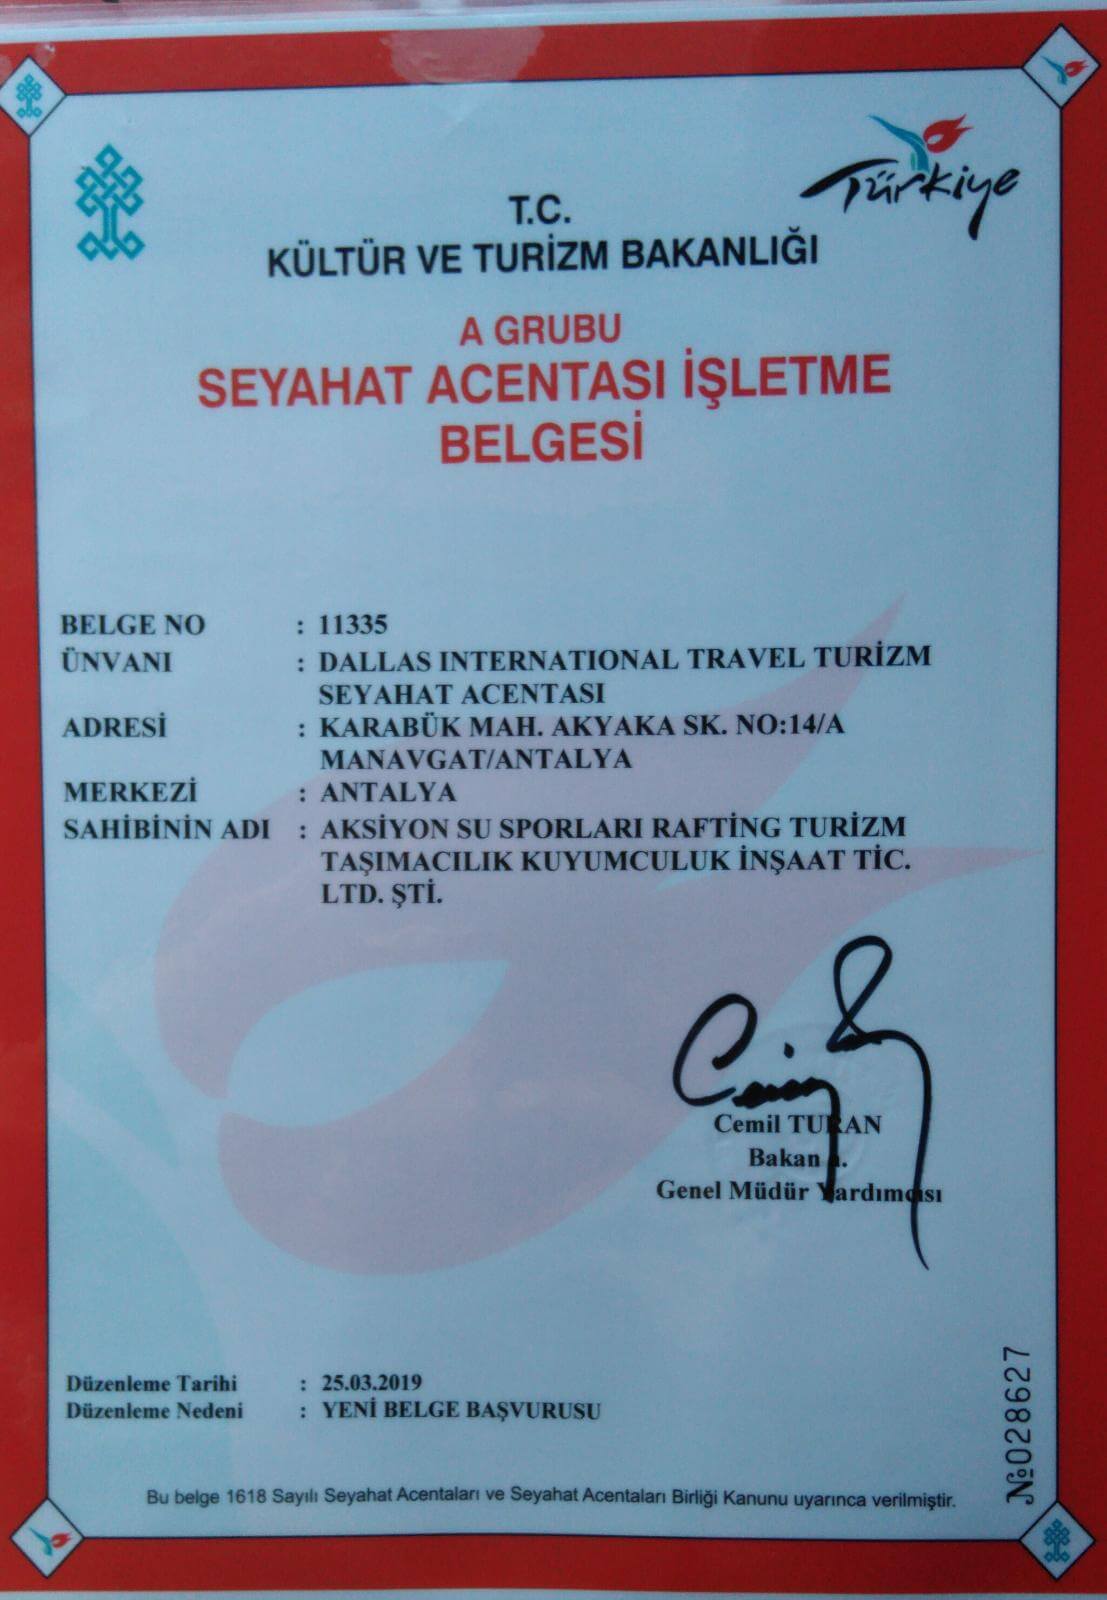 Türkiye
T.C.
KÜLTÜR VE TURİZM BAKANLIĞI
A GRUBU
SEYAHAT ACENTASI İŞLETME
BELGESİ
BELGE NO : 11335
ÜNVANI : DALLAS INTERNATIONAL TRAVEL TURİZM
SEYAHAT ACENTASI
ADRESİ : KARABÜK MAH. AKYAKA SK. NO:14/A
MANAVGAT/ANTALYA
MERKEZİ : ANTALYA
SAHİBİNİN ADI : AKSİYON SU SPORLARI RAFTİNG TURİZM
TAŞIMACILIK KUYUMCULUK İNŞAAT TİC.
LTD. ŞTİ.
Cemil TURAN
Bakan a.
Genel Müdür Yardımcısı
Düzenleme Tarihi : 25.03.2019
Düzenleme Nedeni : YENİ BELGE BAŞVURUSU
№028627
Bu belge 1618 Sayılı Seyahat Acentaları ve Seyahat Acentaları Birliği Kanunu uyarınca verilmiştir.